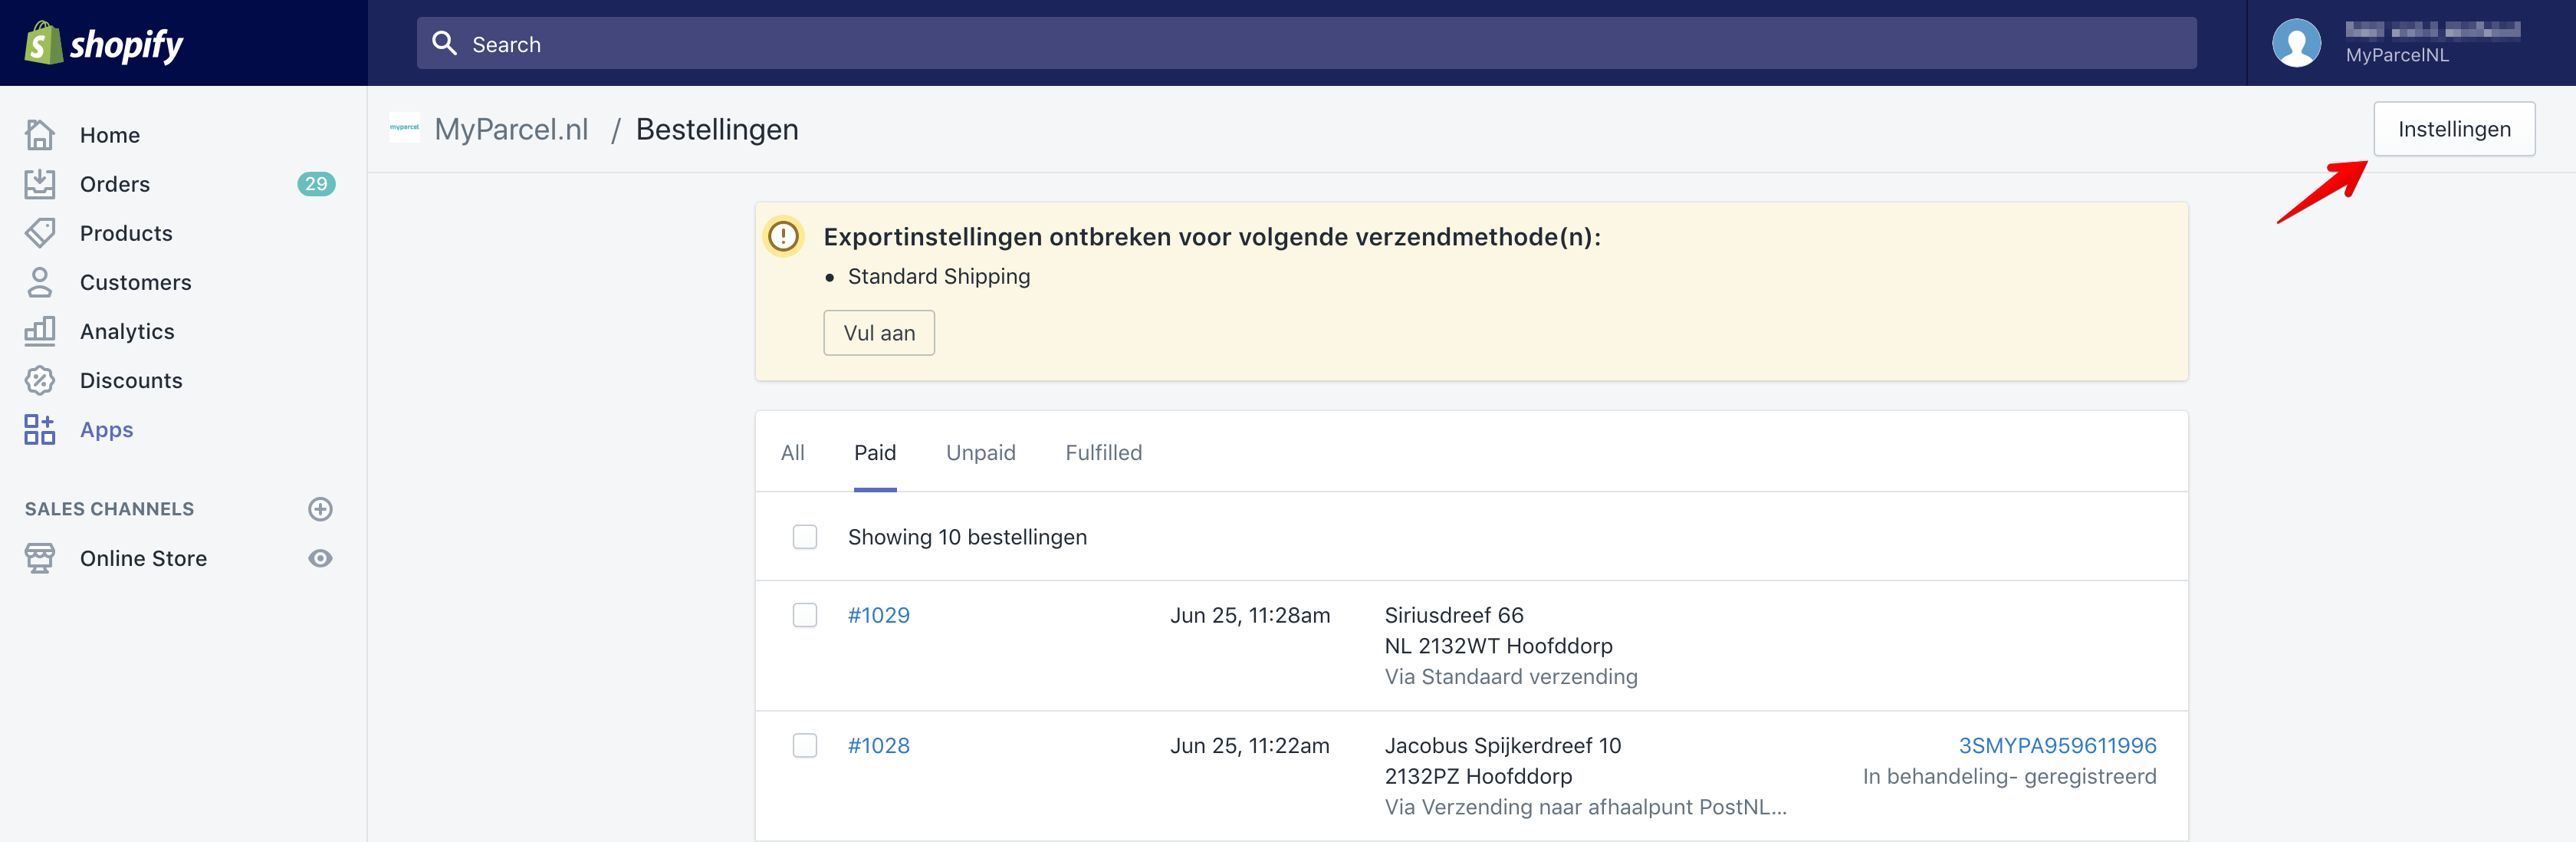 shopify
Search
MyParcelNL
Home
Orders 29
Products
Customers
Analytics
Discounts
Apps
SALES CHANNELS
Online Store
myparcel MyParcel.nl / Bestellingen
Instellingen
Exportinstellingen ontbreken voor volgende verzendmethode(n):
• Standard Shipping
Vul aan
All Paid Unpaid Fulfilled
Showing 10 bestellingen
#1029 Jun 25, 11:28am Siriusdreef 66
NL 2132WT Hoofddorp
Via Standaard verzending
#1028 Jun 25, 11:22am Jacobus Spijkerdreef 10 3SMYPA959611996
2132PZ Hoofddorp In behandeling- geregistreerd
Via Verzending naar afhaalpunt PostNL...